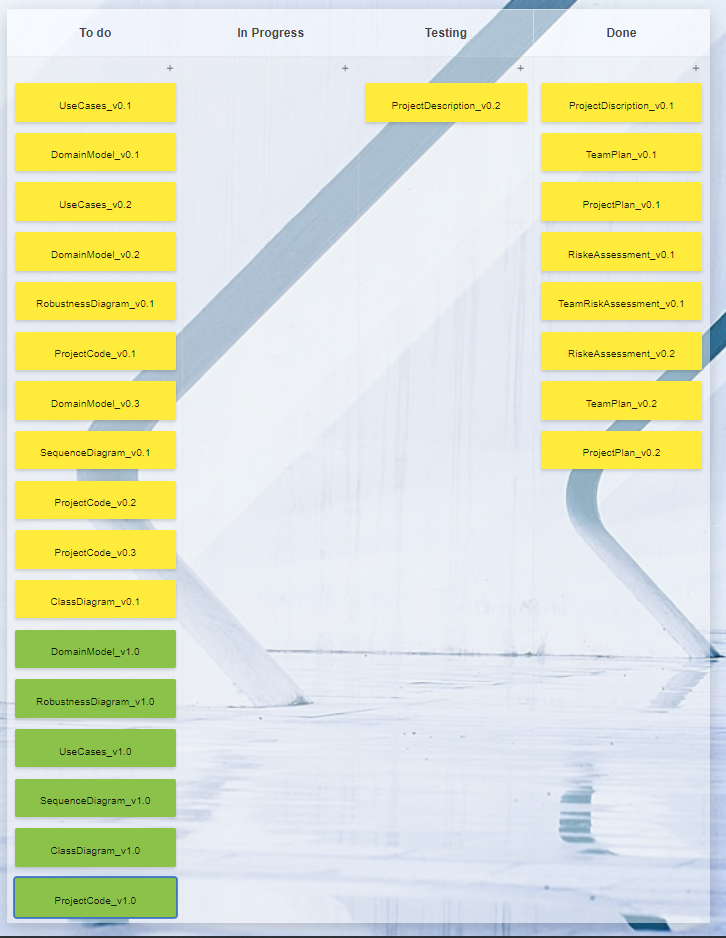 To do
In Progress
Testing
Done
+
+
+
+
UseCases_v0.1
DomainModel_v0.1
UseCases_v0.2
DomainModel_v0.2
RobustnessDiagram_v0.1
ProjectCode_v0.1
DomainModel_v0.3
SequenceDiagram_v0.1
ProjectCode_v0.2
ProjectCode_v0.3
ClassDiagram_v0.1
DomainModel_v1.0
RobustnessDiagram_v1.0
UseCases_v1.0
SequenceDiagram_v1.0
ClassDiagram_v1.0
ProjectCode_v1.0
ProjectDescription_v0.2
ProjectDiscription_v0.1
TeamPlan_v0.1
ProjectPlan_v0.1
RiskeAssessment_v0.1
TeamRiskAssessment_v0.1
RiskeAssessment_v0.2
TeamPlan_v0.2
ProjectPlan_v0.2